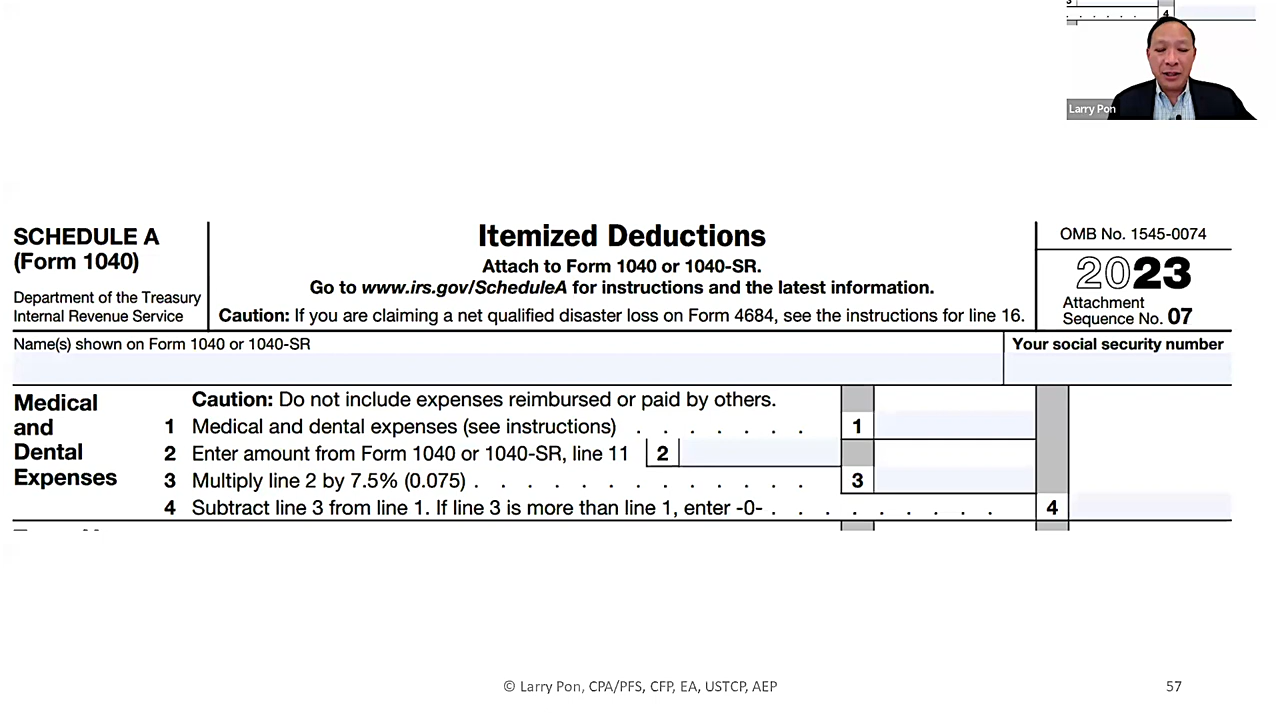 4
Larry Pon
SCHEDULE A
(Form 1040)
Department of the Treasury
Internal Revenue Service
Itemized Deductions
Attach to Form 1040 or 1040-SR.
Go to www.irs.gov/ScheduleA for instructions and the latest information.
Caution: If you are claiming a net qualified disaster loss on Form 4684, see the instructions for line 16.
OMB No. 1545-0074
2023
Attachment
Sequence No. 07
Name(s) shown on Form 1040 or 1040-SR
Your social security number
Medical
and
Dental
Expenses
Caution: Do not include expenses reimbursed or paid by others.
1 Medical and dental expenses (see instructions) . . . . . . . 1
2 Enter amount from Form 1040 or 1040-SR, line 11 2
3 Multiply line 2 by 7.5% (0.075) . . . . . . . . . . . . . 3
4 Subtract line 3 from line 1. If line 3 is more than line 1, enter -0- . . . . . . . . . 4
© Larry Pon, CPA/PFS, CFP, EA, USTCP, AEP
57